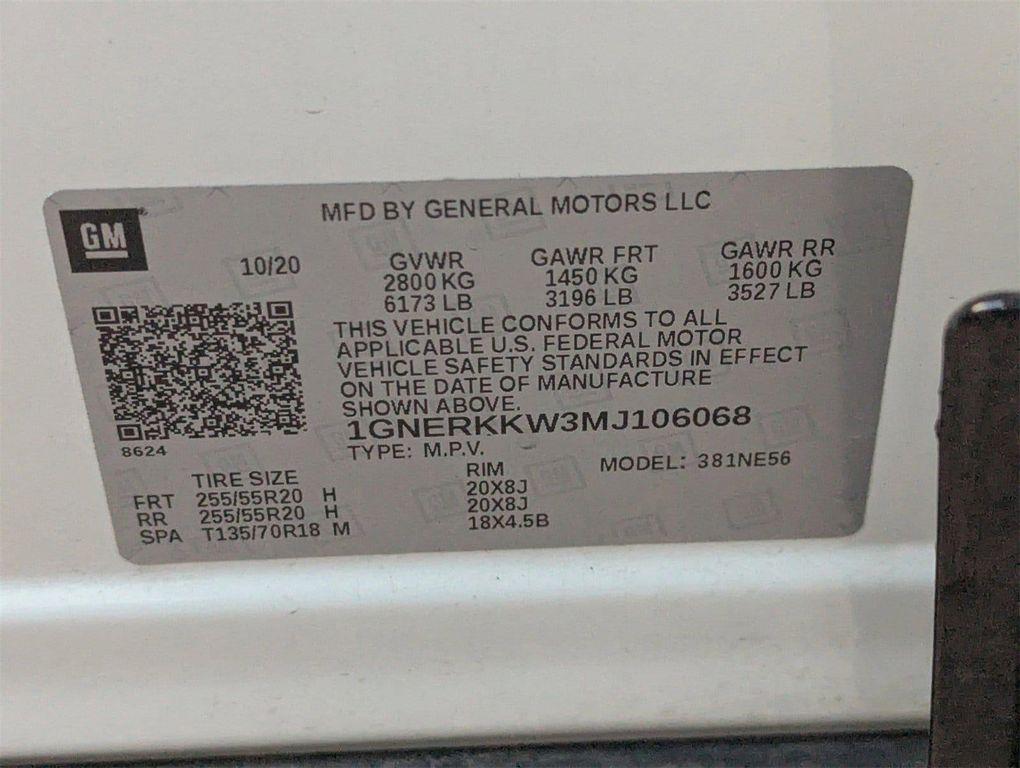 GM
MFD BY GENERAL MOTORS LLC
10/20
GVWR GAWR FRT GAWR RR
2800 KG 1450 KG 1600 KG
6173 LB 3196 LB 3527 LB
THIS VEHICLE CONFORMS TO ALL
APPLICABLE U.S. FEDERAL MOTOR
VEHICLE SAFETY STANDARDS IN EFFECT
ON THE DATE OF MANUFACTURE
SHOWN ABOVE.
1GNERKKW3MJ106068
8624
TYPE: M.P.V. MODEL: 381NE56
TIRE SIZE RIM
FRT 255/55R20 H 20X8J
RR 255/55R20 H 20X8J
SPA T135/70R18 M 18X4.5B